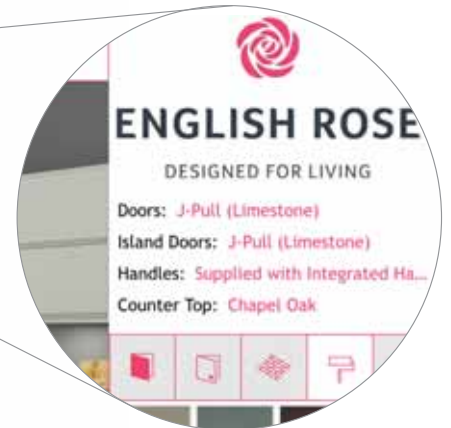 ENGLISH ROSE
DESIGNED FOR LIVING
Doors: J-Pull (Limestone)
Island Doors: J-Pull (Limestone)
Handles: Supplied with Integrated Ha...
Counter Top: Chapel Oak